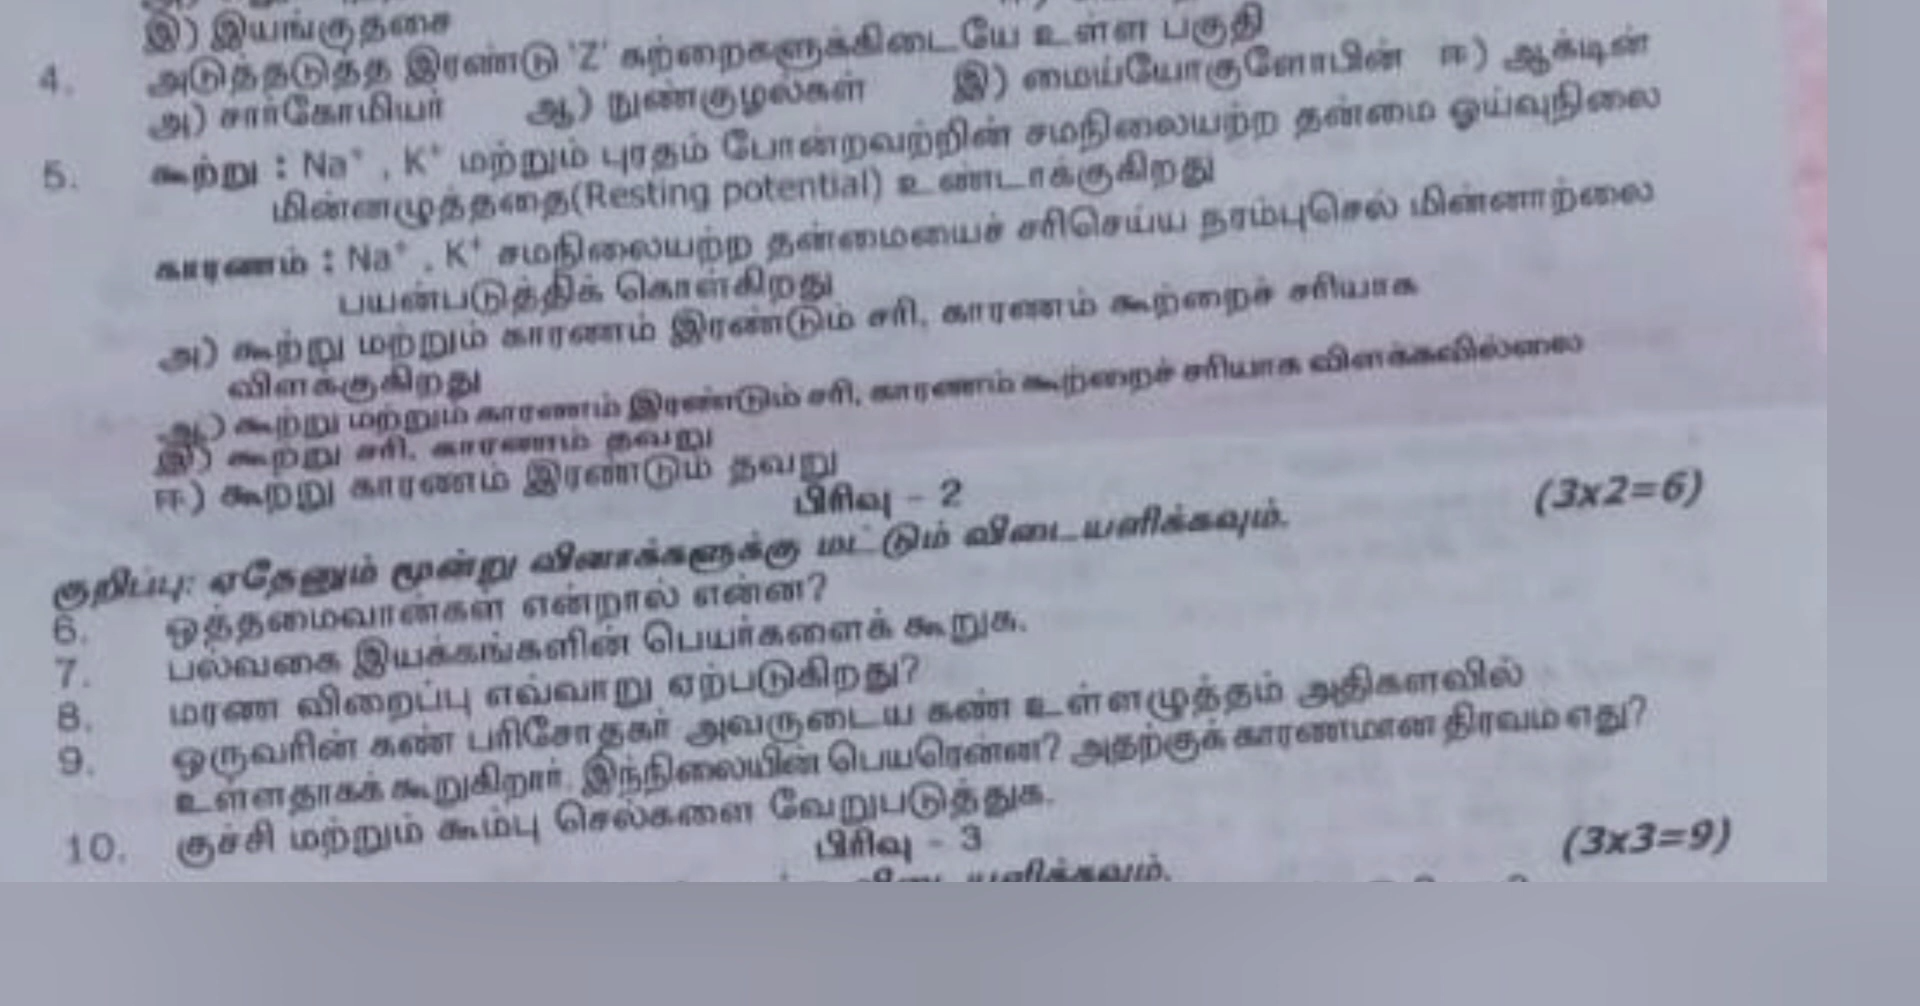 இ) இயங்குதசை
4. அடுத்தடுத்த இரண்டு 'Z' கற்றைகளுக்கிடையே உள்ள பகுதி
அ) சார்கோமியர் ஆ) நுண்குழல்கள் இ) மைய்யோகுளோபின் ஈ) ஆக்டின்
5. கூற்று : Na⁺ , K⁺ மற்றும் புரதம் போன்றவற்றின் சமநிலையற்ற தன்மை ஓய்வுநிலை
மின்னழுத்ததை(Resting potential) உண்டாக்குகிறது
காரணம் : Na⁺ , K⁺ சமநிலையற்ற தன்மையைச் சரிசெய்ய நரம்புசெல் மின்னாற்லை
பயன்படுத்திக் கொள்கிறது
அ) கூற்று மற்றும் காரணம் இரண்டும் சரி, காரணம் கூற்றைச் சரியாக
விளக்குகிறது
ஆ) கூற்று மற்றும் காரணம் இரண்டும் சரி, காரணம் கூற்றைச் சரியாக விளக்கவில்லை
இ) கூற்று சரி, காரணம் தவறு
ஈ) கூற்று காரணம் இரண்டும் தவறு
பிரிவு - 2
குறிப்பு: ஏதேனும் மூன்று வினாக்களுக்கு மட்டும் விடையளிக்கவும். (3x2=6)
6. ஒத்தமைவான்கள் என்றால் என்ன?
7. பல்வகை இயக்கங்களின் பெயர்களைக் கூறுக.
8. மரண விறைப்பு எவ்வாறு ஏற்படுகிறது?
9. ஒருவரின் கண் பரிசோதகர் அவருடைய கண் உள்ளழுத்தம் அதிகளவில்
உள்ளதாகக் கூறுகிறார். இந்நிலையின் பெயரென்ன? அதற்குக் காரணமான திரவம் எது?
10. குச்சி மற்றும் கூம்பு செல்களை வேறுபடுத்துக.
பிரிவு - 3
விடையளிக்கவும். (3x3=9)